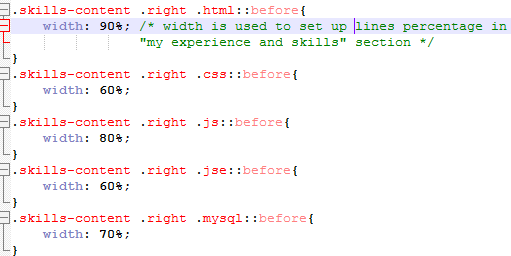 .skills-content .right .html::before{
width: 90%; /* width is used to set up lines percentage in
"my experience and skills" section */
}
.skills-content .right .css::before{
width: 60%;
}
.skills-content .right .js::before{
width: 80%;
}
.skills-content .right .jse::before{
width: 60%;
}
.skills-content .right .mysql::before{
width: 70%;
}